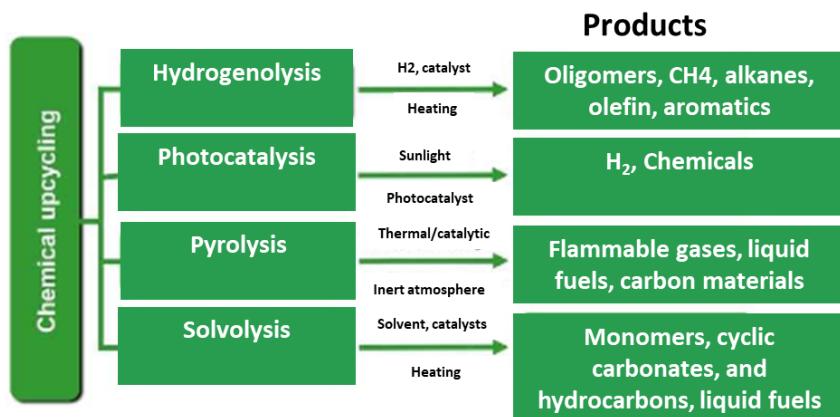 Products
Chemical upcycling
Hydrogenolysis
H2, catalyst
Heating
Oligomers, CH4, alkanes,
olefin, aromatics
Photocatalysis
Sunlight
Photocatalyst
H₂, Chemicals
Pyrolysis
Thermal/catalytic
Inert atmosphere
Flammable gases, liquid
fuels, carbon materials
Solvolysis
Solvent, catalysts
Heating
Monomers, cyclic
carbonates, and
hydrocarbons, liquid fuels